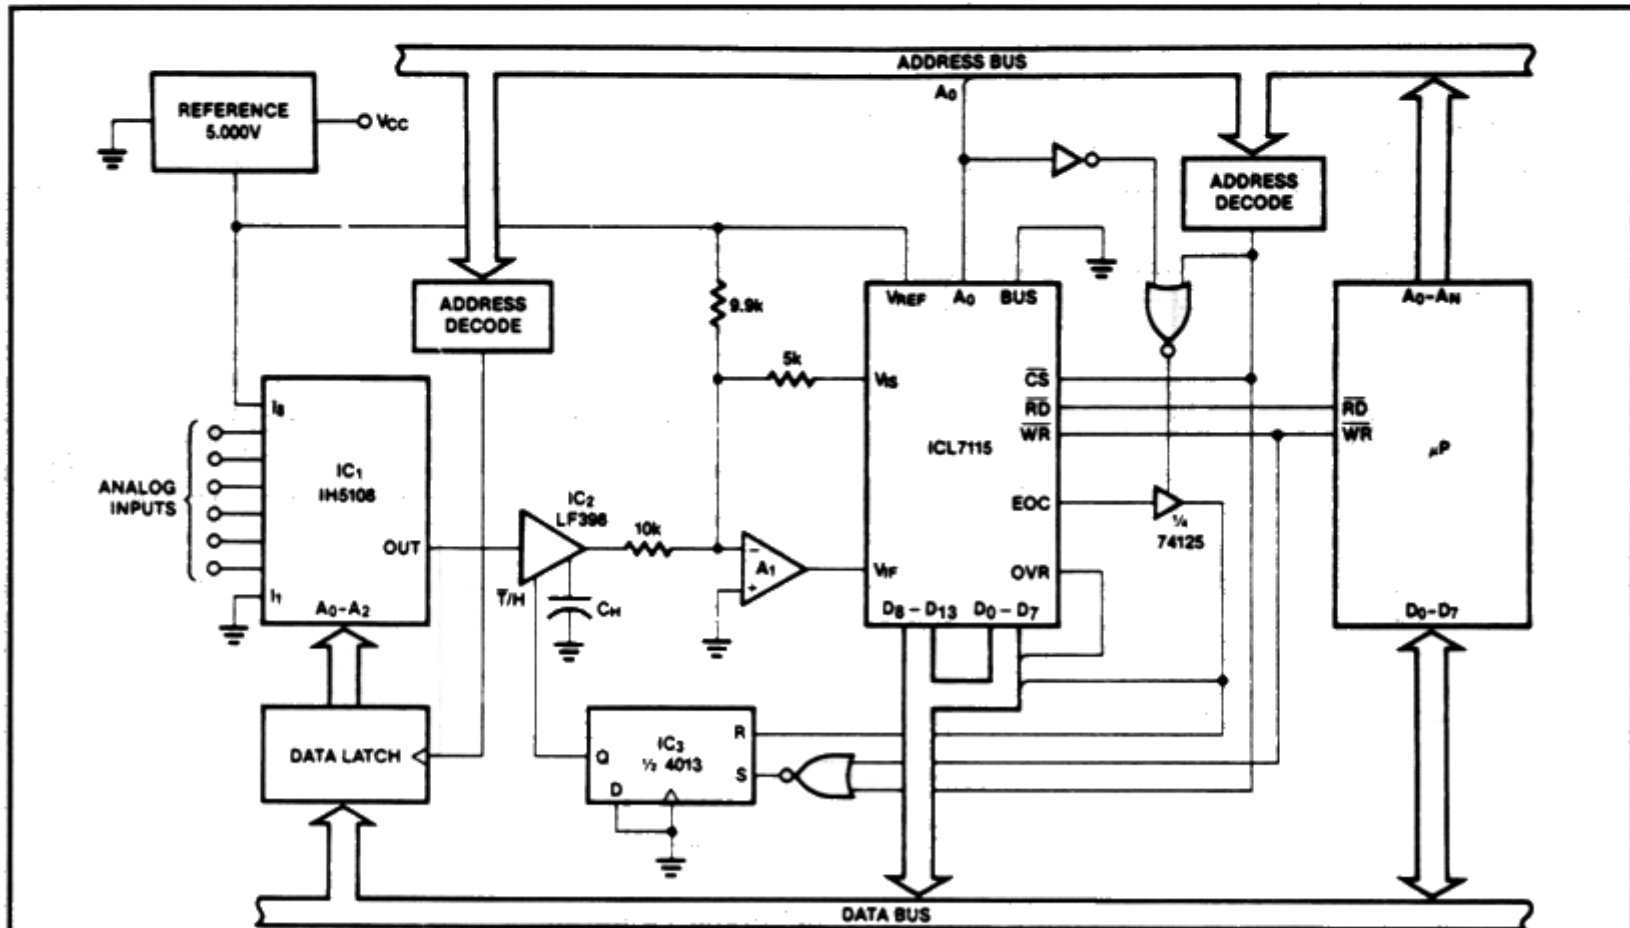 ADDRESS BUS
REFERENCE
5.000V
VCC
A0
ADDRESS
DECODE
ADDRESS
DECODE
9.9k
VREF
A0
BUS
A0-AN
5k
VIS
CS
RD
WR
RD
WR
I8
ICL7115
µP
ANALOG
INPUTS
IC1
IH5108
IC2
LF398
10k
EOC
¼
74125
OUT
A1
VIF
OVR
I1
A0-A2
T/H
CH
D8-D13
D0-D7
D0-D7
DATA LATCH
IC3
½ 4013
R
Q
S
D
DATA BUS